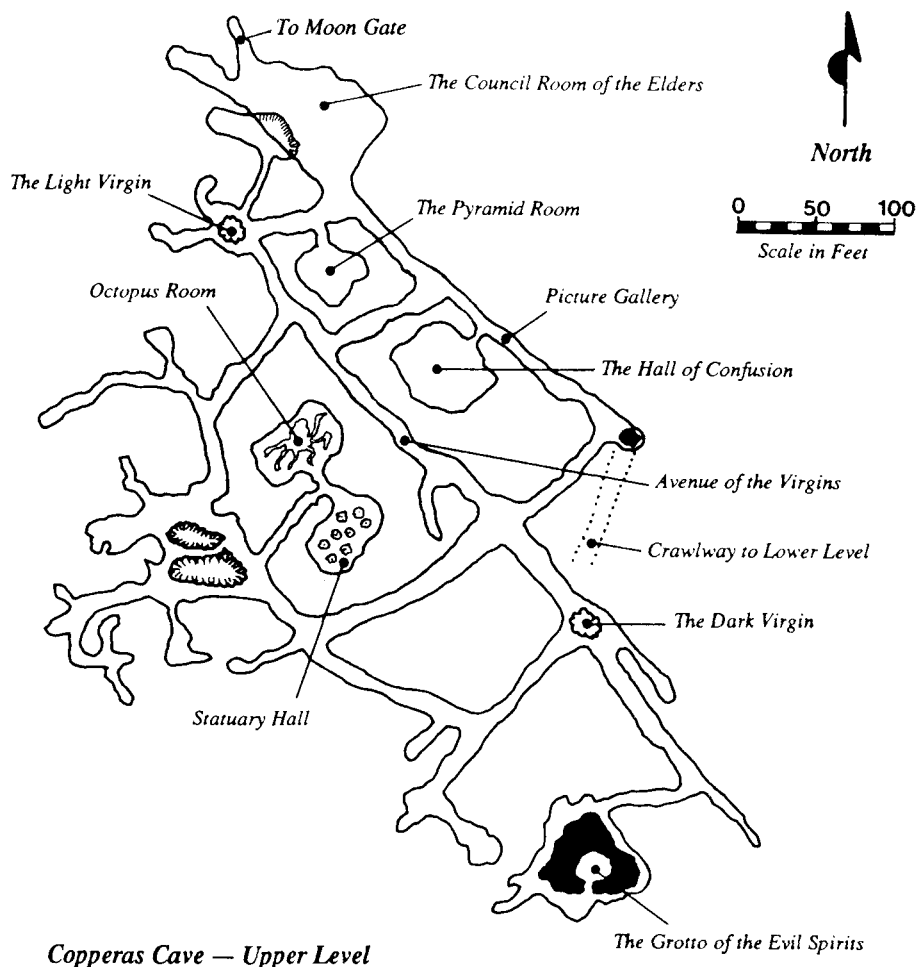 To Moon Gate
The Council Room of the Elders
North
The Light Virgin
The Pyramid Room
0 50 100
Scale in Feet
Octopus Room
Picture Gallery
The Hall of Confusion
Avenue of the Virgins
Crawlway to Lower Level
The Dark Virgin
Statuary Hall
The Grotto of the Evil Spirits
Copperas Cave — Upper Level